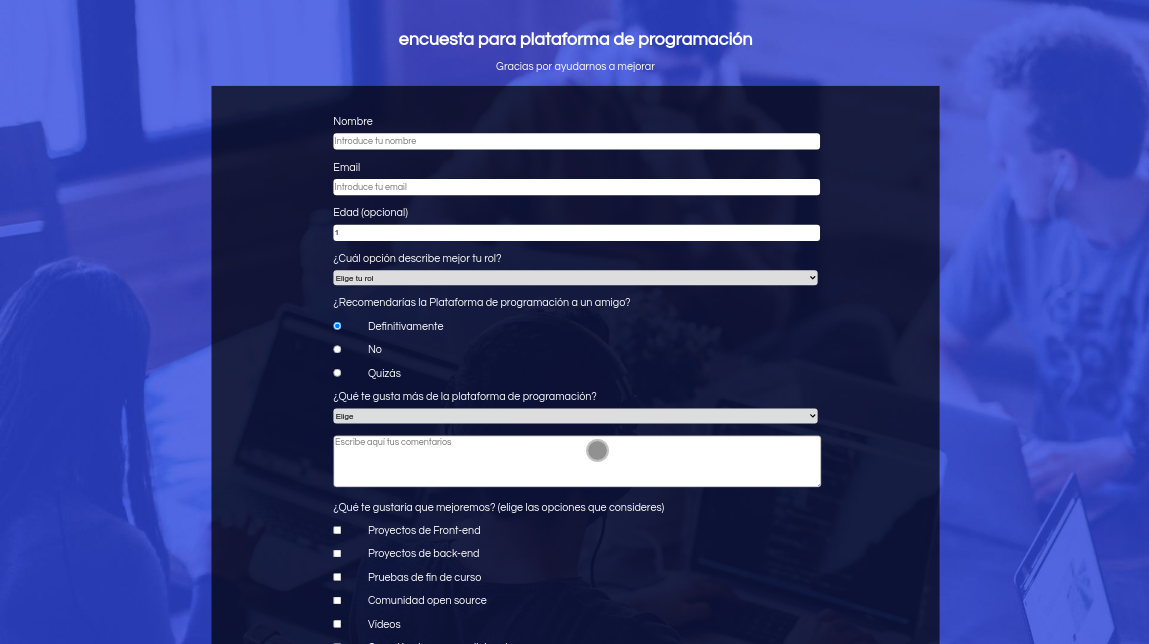 encuesta para plataforma de programación
Gracias por ayudarnos a mejorar
Nombre
Introduce tu nombre
Email
Introduce tu email
Edad (opcional)
1
¿Cuál opción describe mejor tu rol?
Elige tu rol
¿Recomendarías la Plataforma de programación a un amigo?
Definitivamente
No
Quizás
¿Qué te gusta más de la plataforma de programación?
Elige
Escribe aquí tus comentarios
¿Qué te gustaria que mejoremos? (elige las opciones que consideres)
Proyectos de Front-end
Proyectos de back-end
Pruebas de fin de curso
Comunidad open source
Vídeos